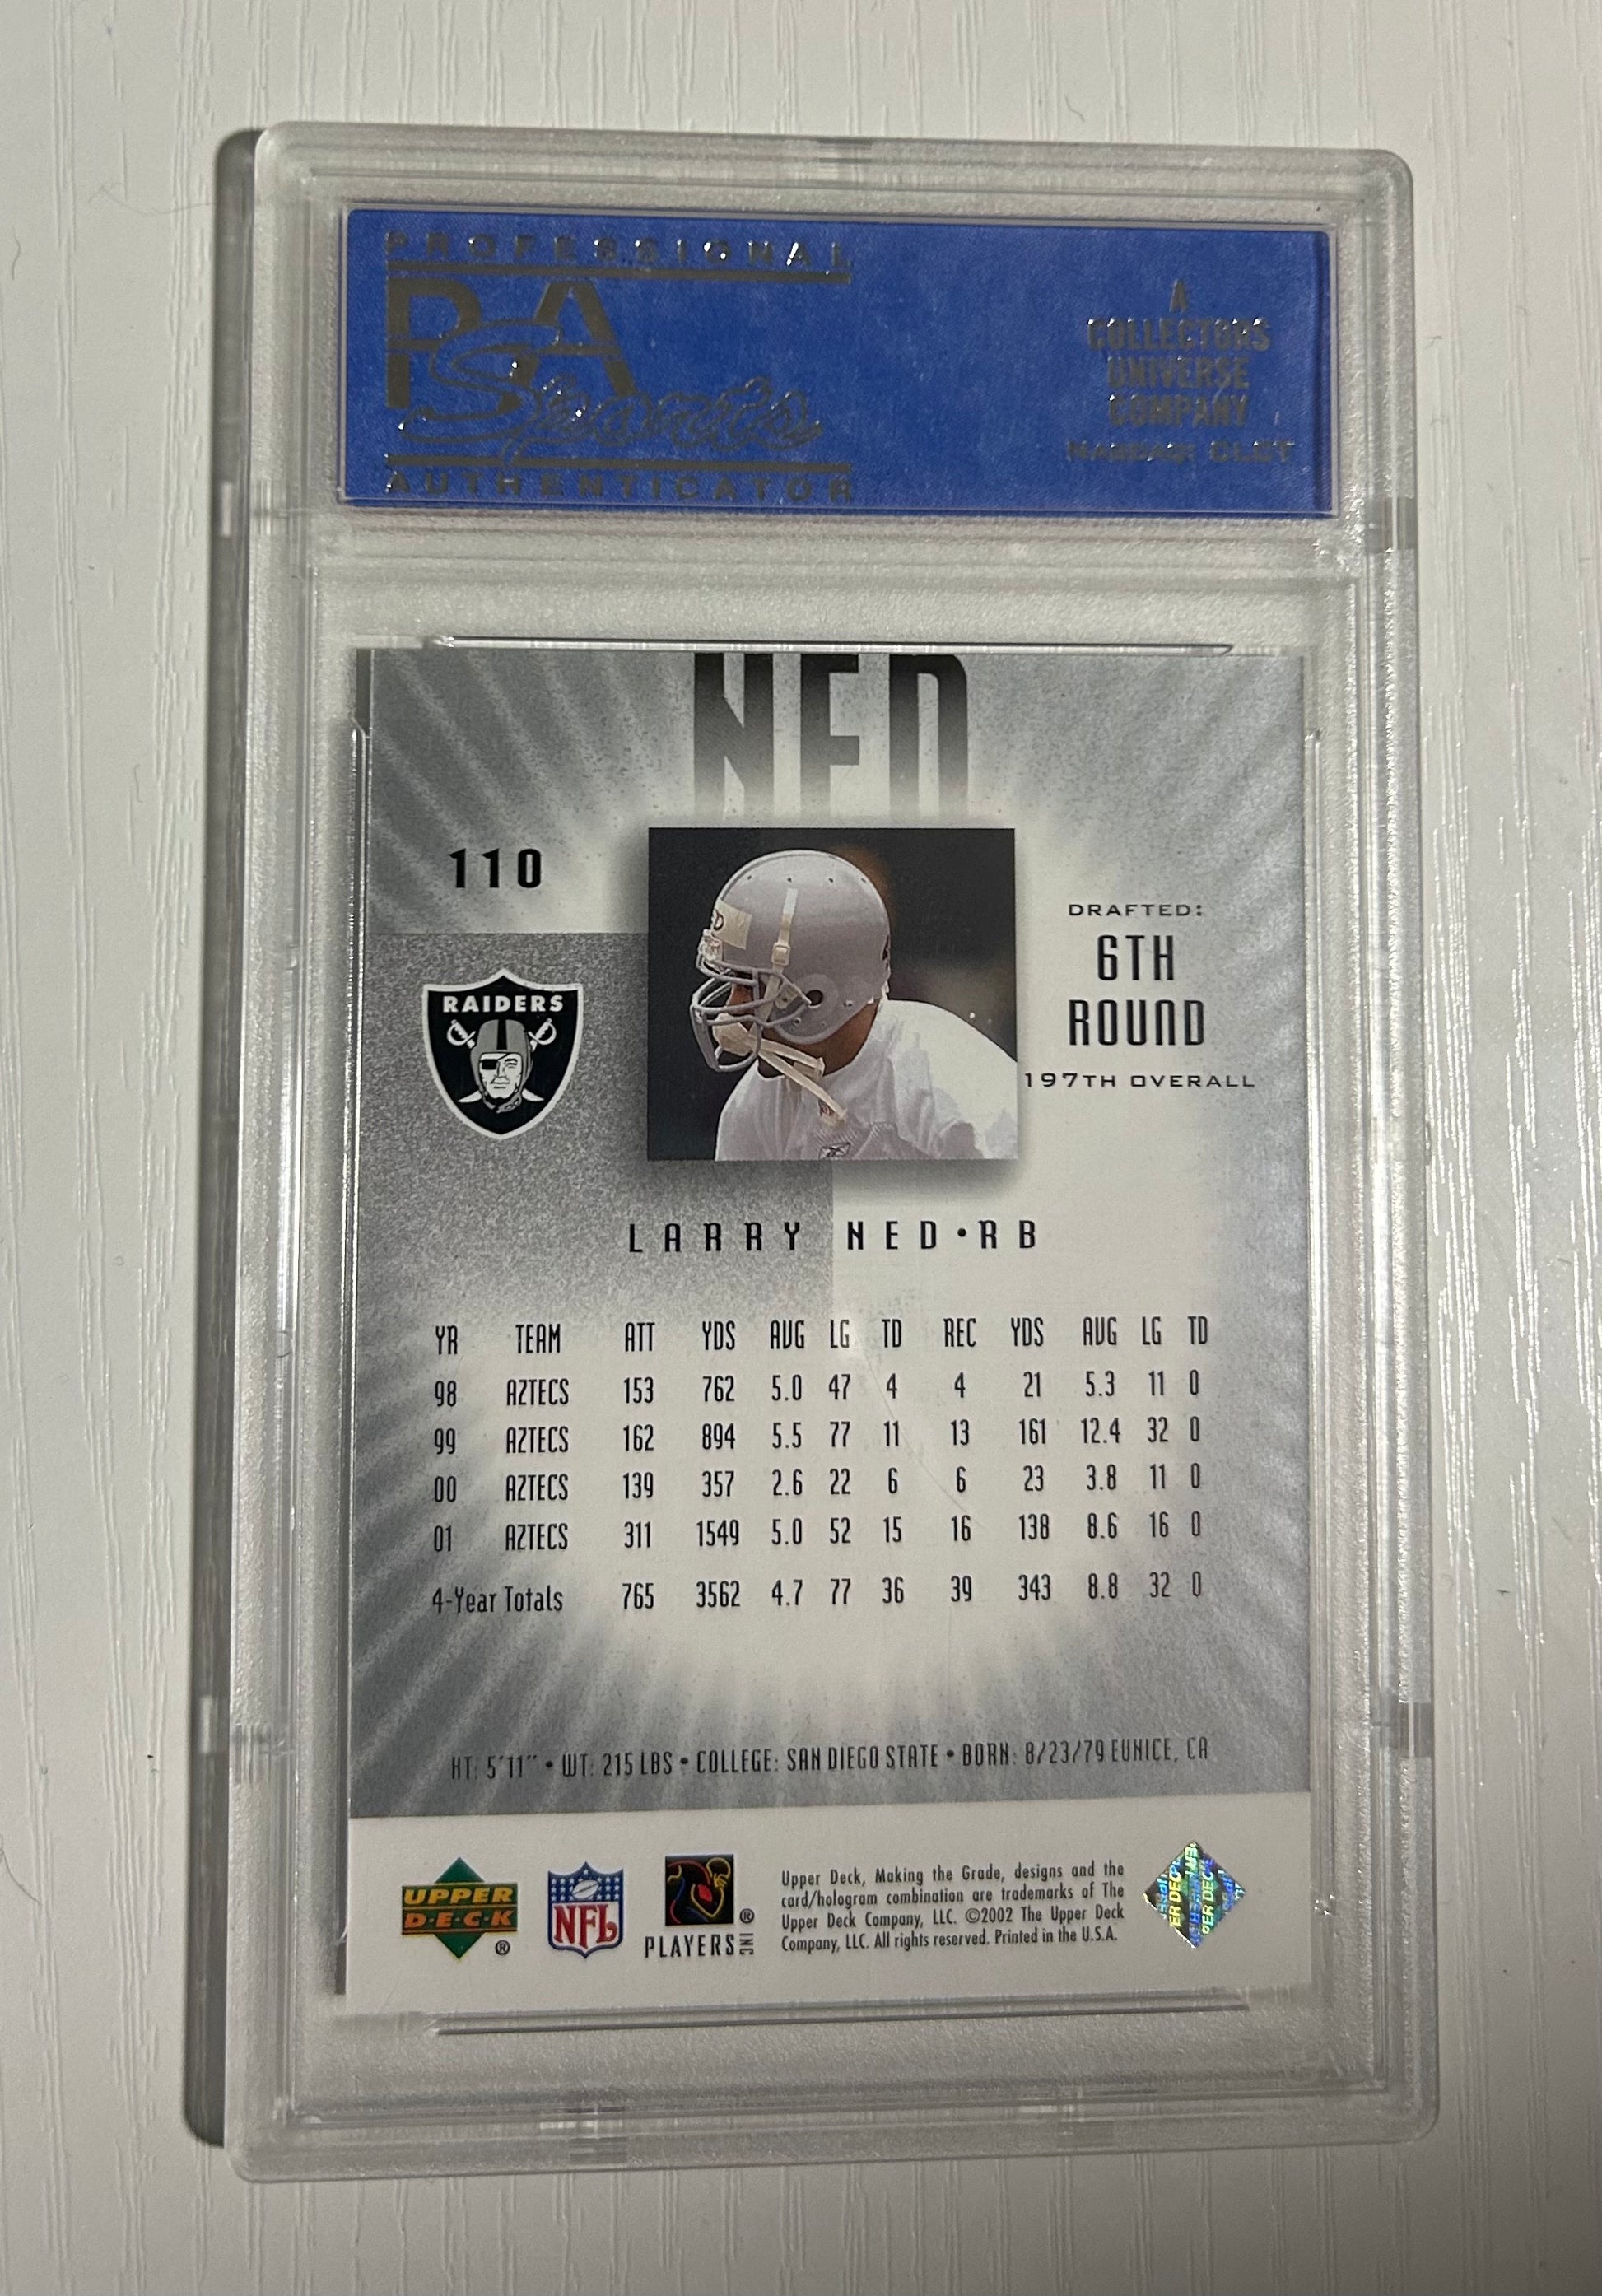 PROFESSIONAL
PSA
Sports
AUTHENTICATOR
A
COLLECTORS
UNIVERSE
COMPANY
NASDAQ: CLCT
NED
110
RAIDERS
DRAFTED:
6TH
ROUND
197TH OVERALL
LARRY NED•RB
YR TEAM ATT YDS AVG LG TD REC YDS AVG LG TD
98 AZTECS 153 762 5.0 47 4 4 21 5.3 11 0
99 AZTECS 162 894 5.5 77 11 13 161 12.4 32 0
00 AZTECS 139 357 2.6 22 6 6 23 3.8 11 0
01 AZTECS 311 1549 5.0 52 15 16 138 8.6 16 0
4-Year Totals 765 3562 4.7 77 36 39 343 8.8 32 0
HT: 5'11" • WT: 215 LBS • COLLEGE: SAN DIEGO STATE • BORN: 8/23/79 EUNICE, CA
UPPER
D•E•C•K
®
NFL
®
PLAYERS INC
Upper Deck, Making the Grade, designs and the
card/hologram combination are trademarks of The
Upper Deck Company, LLC. ©2002 The Upper Deck
Company, LLC. All rights reserved. Printed in the U.S.A.